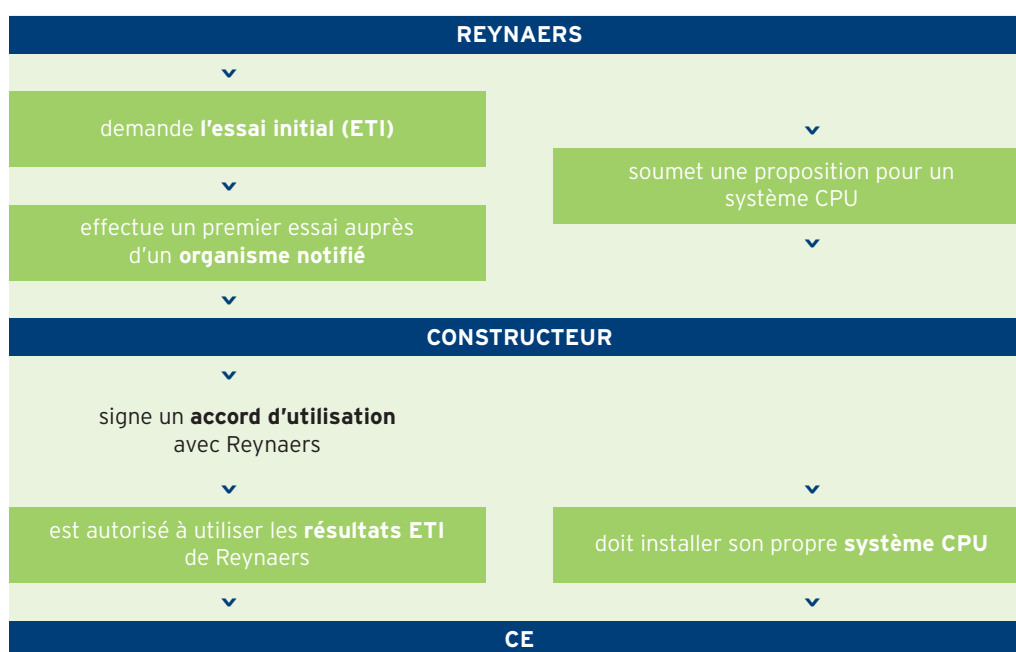 REYNAERS
demande l'essai initial (ETI)
effectue un premier essai auprès
d'un organisme notifié
soumet une proposition pour un
système CPU
CONSTRUCTEUR
signe un accord d'utilisation
avec Reynaers
est autorisé à utiliser les résultats ETI
de Reynaers
doit installer son propre système CPU
CE